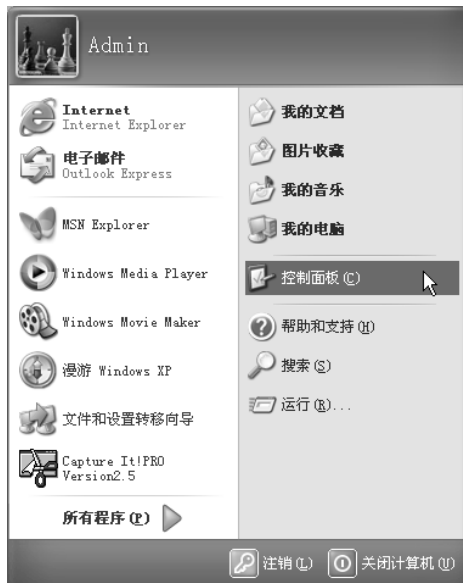 Admin
Internet
Internet Explorer
电子邮件
Outlook Express
MSN Explorer
Windows Media Player
Windows Movie Maker
漫游 Windows XP
文件和设置转移向导
Capture It!PRO
Version2.5
所有程序(P)
我的文档
图片收藏
我的音乐
我的电脑
控制面板(C)
帮助和支持(H)
搜索(S)
运行(R)...
注销(L)
关闭计算机(U)